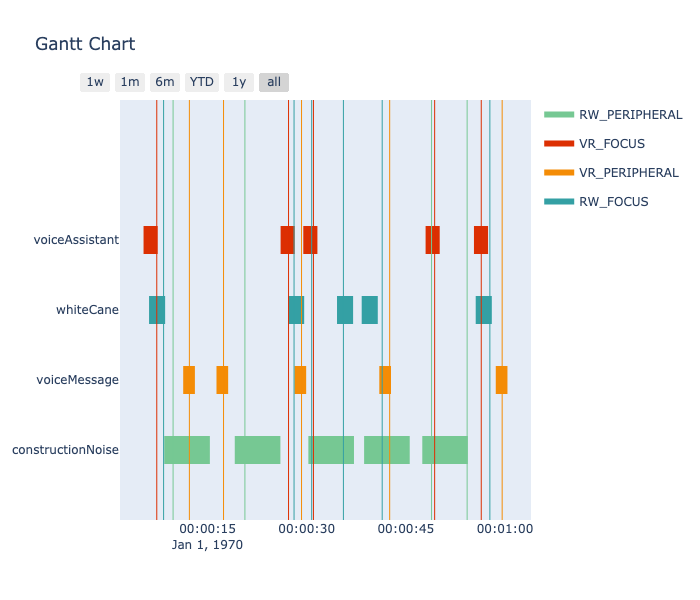 Gantt Chart
1w 1m 6m YTD 1y all
RW_PERIPHERAL
VR_FOCUS
VR_PERIPHERAL
RW_FOCUS
voiceAssistant
whiteCane
voiceMessage
constructionNoise
00:00:15 00:00:30 00:00:45 00:01:00
Jan 1, 1970